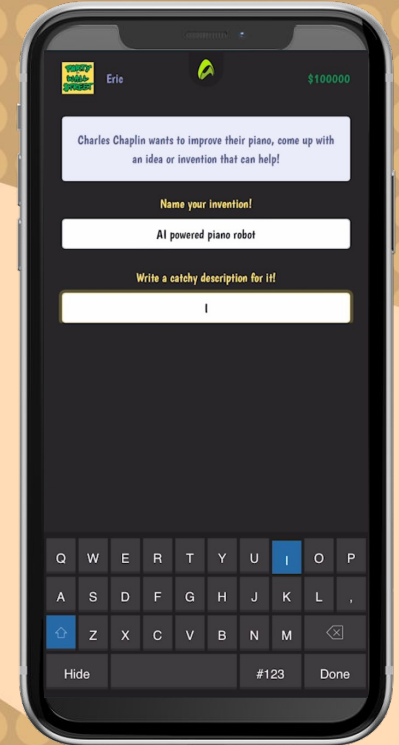 PARTY
WALL
STREET
Eric
$100000
Charles Chaplin wants to improve their piano, come up with
an idea or invention that can help!
Name your invention!
AI powered piano robot
Write a catchy description for it!
I
Q W E R T Y U I O P
A S D F G H J K L ,
Z X C V B N M
Hide #123 Done